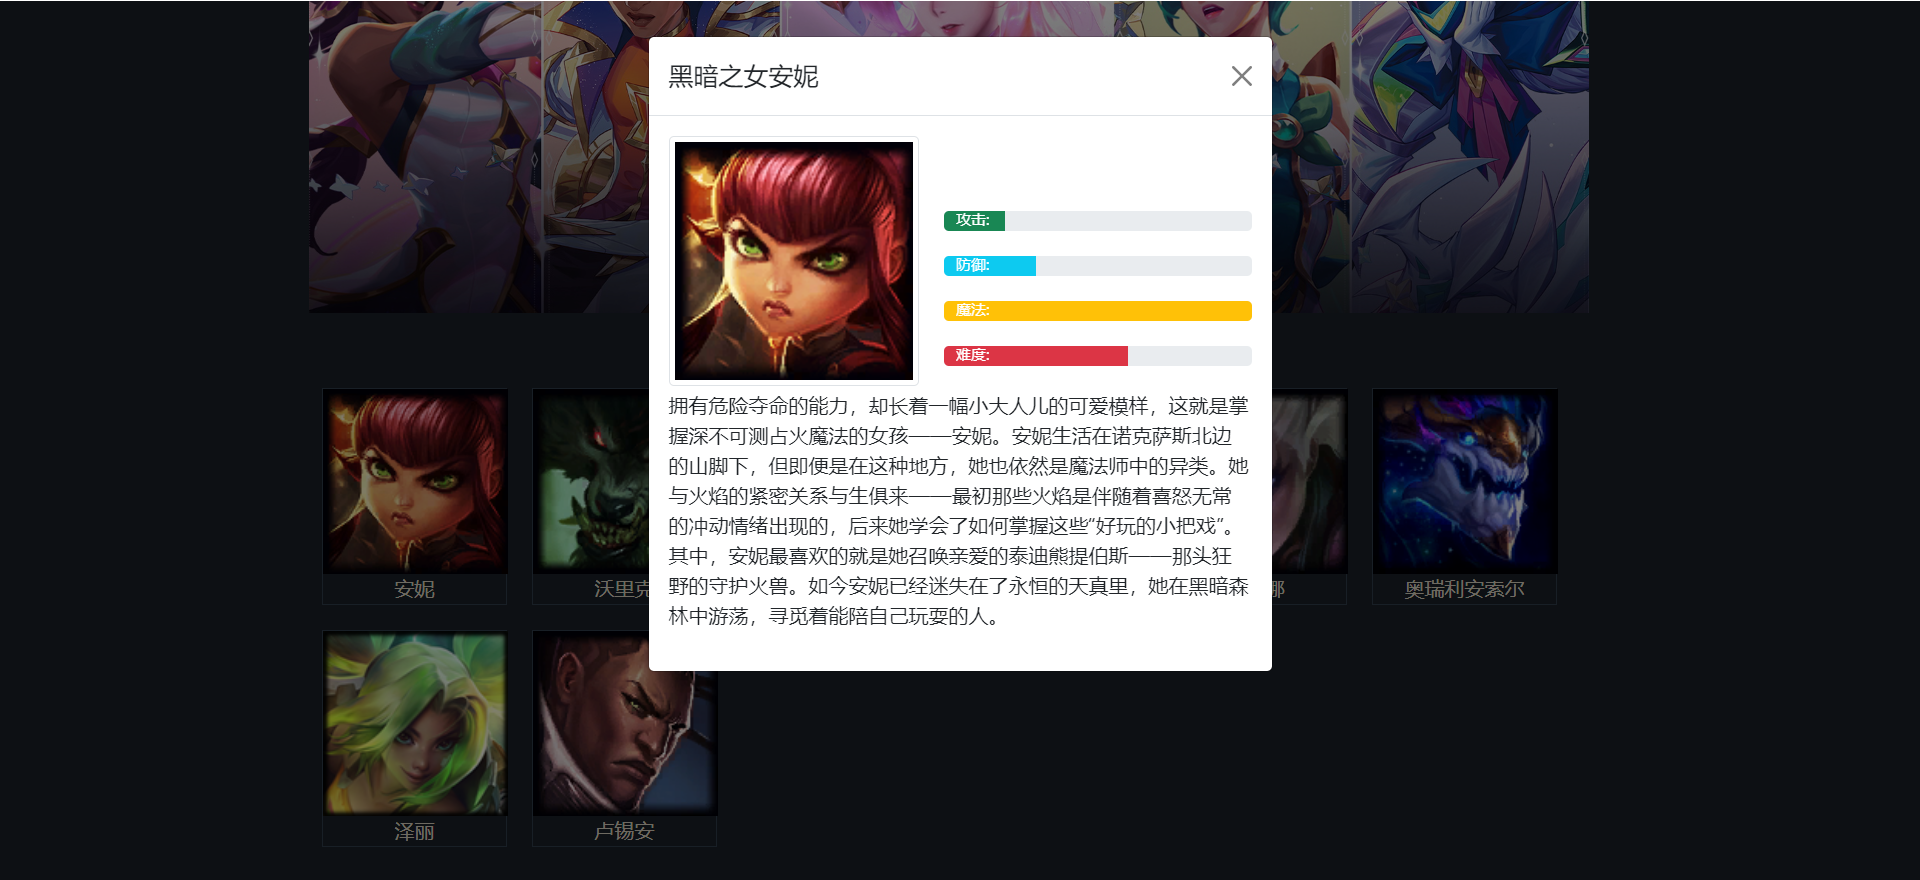 黑暗之女安妮
攻击:
防御:
魔法:
难度:
拥有危险夺命的能力，却长着一幅小大人儿的可爱模样，这就是掌
握深不可测占火魔法的女孩——安妮。安妮生活在诺克萨斯北边
的山脚下，但即便是在这种地方，她也依然是魔法师中的异类。她
与火焰的紧密关系与生俱来——最初那些火焰是伴随着喜怒无常
的冲动情绪出现的，后来她学会了如何掌握这些”好玩的小把戏”。
其中，安妮最喜欢的就是她召唤亲爱的泰迪熊提伯斯——那头狂
野的守护火兽。如今安妮已经迷失在了永恒的天真里，她在黑暗森
林中游荡，寻觅着能陪自己玩耍的人。
安妮
沃里克
娜
奥瑞利安索尔
泽丽
卢锡安